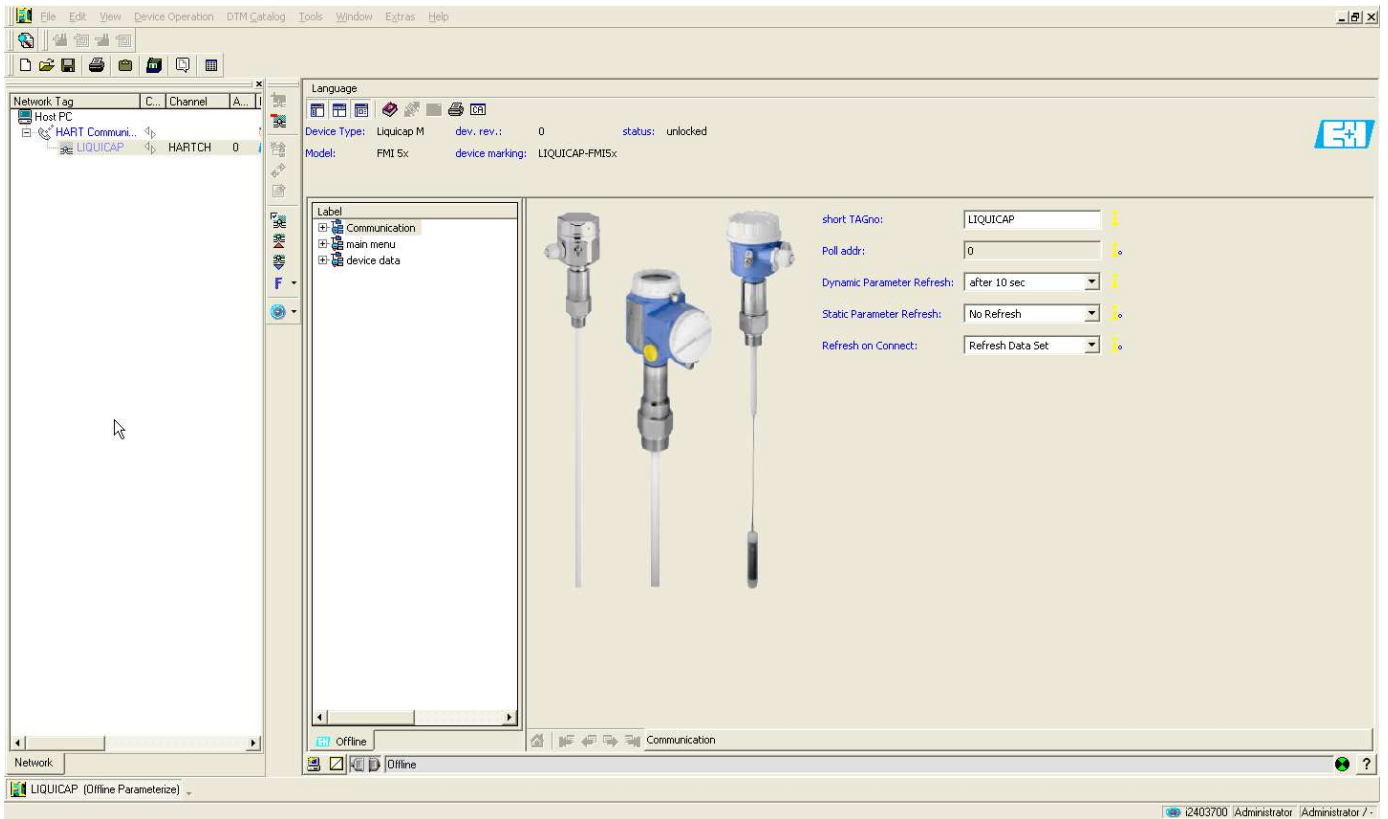 File Edit View Device Operation DTM Catalog Tools Window Extras Help
Network Tag C... Channel A...
Host PC
HART Communi...
LIQUICAP HARTCH 0
Network
Language
CA
Device Type: Liquicap M dev. rev.: 0 status: unlocked
Model: FMI 5x device marking: LIQUICAP-FMI5x
E+H
Label
Communication
main menu
device data
F
short TAGno: LIQUICAP
Poll addr: 0
Dynamic Parameter Refresh: after 10 sec
Static Parameter Refresh: No Refresh
Refresh on Connect: Refresh Data Set
Offline
Communication
Offline
?
LIQUICAP (Offline Parameterize)
i2403700 Administrator Administrator / -